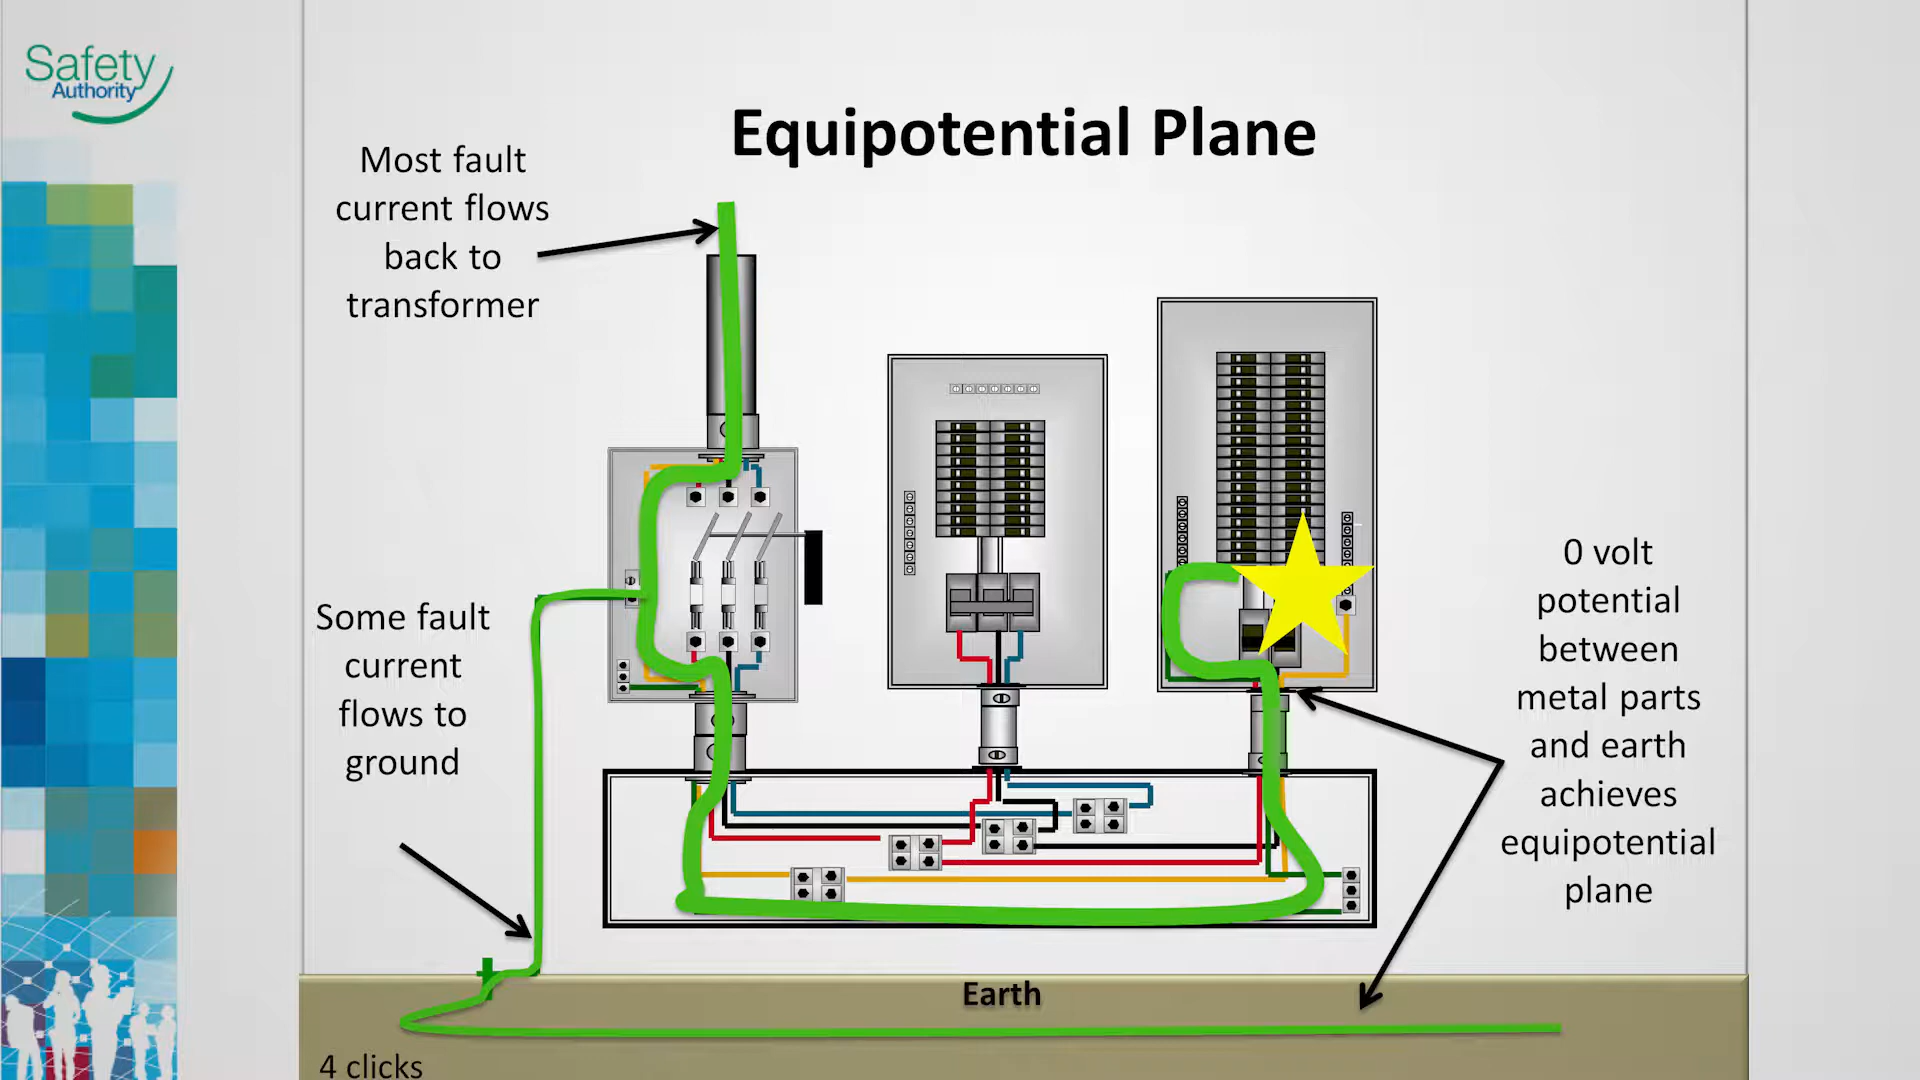 Safety
Authority
Equipotential Plane
Most fault
current flows
back to
transformer
Some fault
current
flows to
ground
0 volt
potential
between
metal parts
and earth
achieves
equipotential
plane
Earth
4 clicks